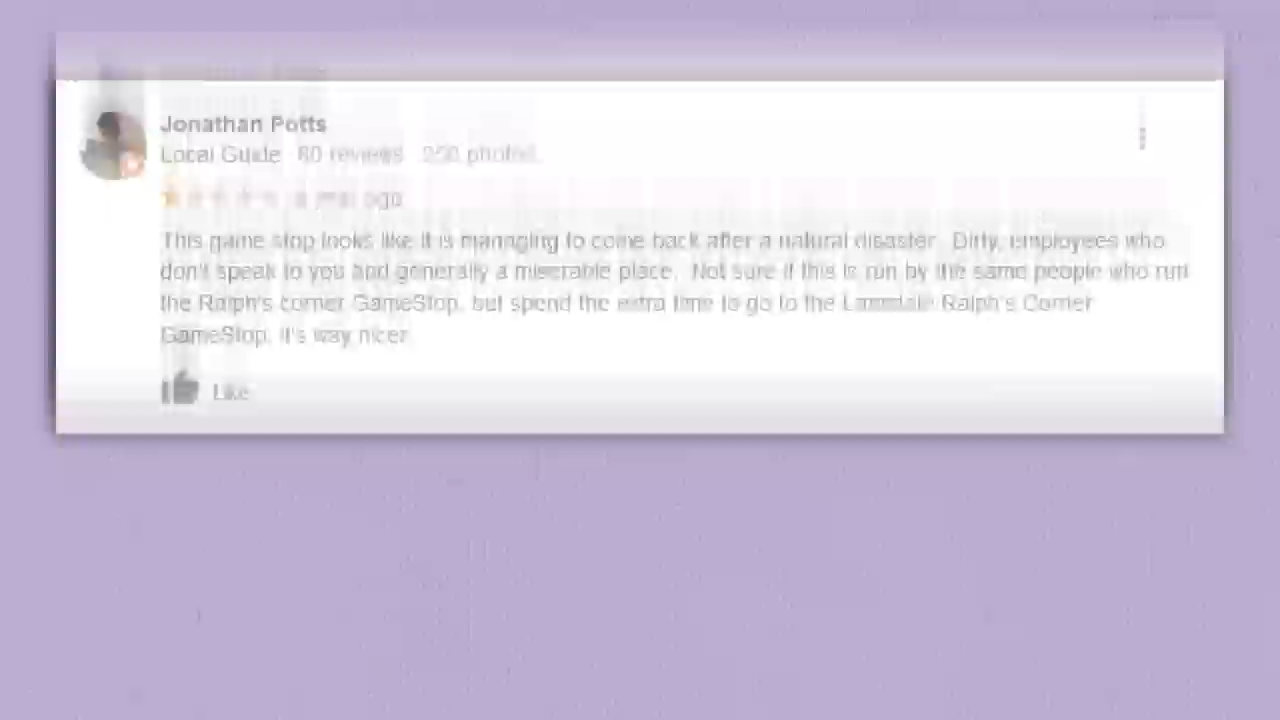 Jonathan Potts
Local Guide 80 reviews photos
ago
This game stop looks like it is managing to come back after a natural disaster. Dirty, employees who
don't speak to you and generally a miserable place. Not sure if this is run by the same people who run
the Ralph's corner GameStop, but spend the extra time to go to the Lansdale Ralph's Corner
GameStop, it's way nicer.
Like